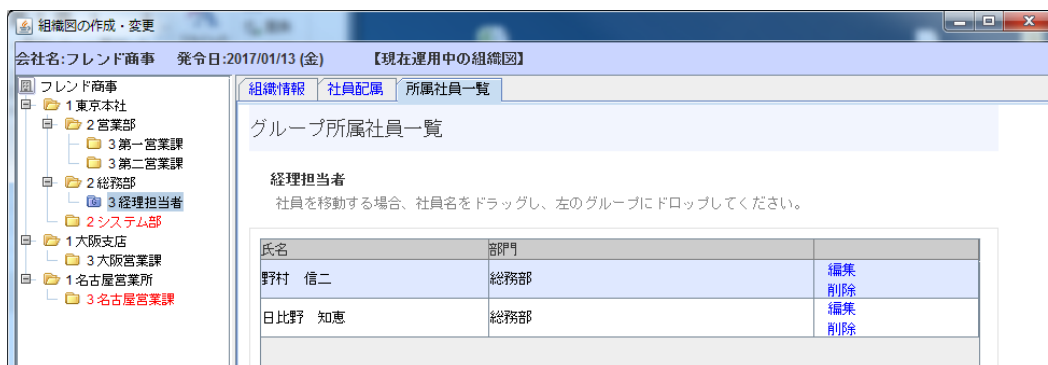 組織図の作成・変更
会社名:フレンド商事 発令日:2017/01/13 (金) 【現在運用中の組織図】
フレンド商事
1 東京本社
2 営業部
3 第一営業課
3 第二営業課
2 総務部
3 経理担当者
2 システム部
1 大阪支店
3 大阪営業課
1 名古屋営業所
3 名古屋営業課
組織情報 社員配属 所属社員一覧
グループ所属社員一覧
経理担当者
社員を移動する場合、社員名をドラッグし、左のグループにドロップしてください。
氏名 部門
野村 信二 総務部 編集
削除
日比野 知恵 総務部 編集
削除